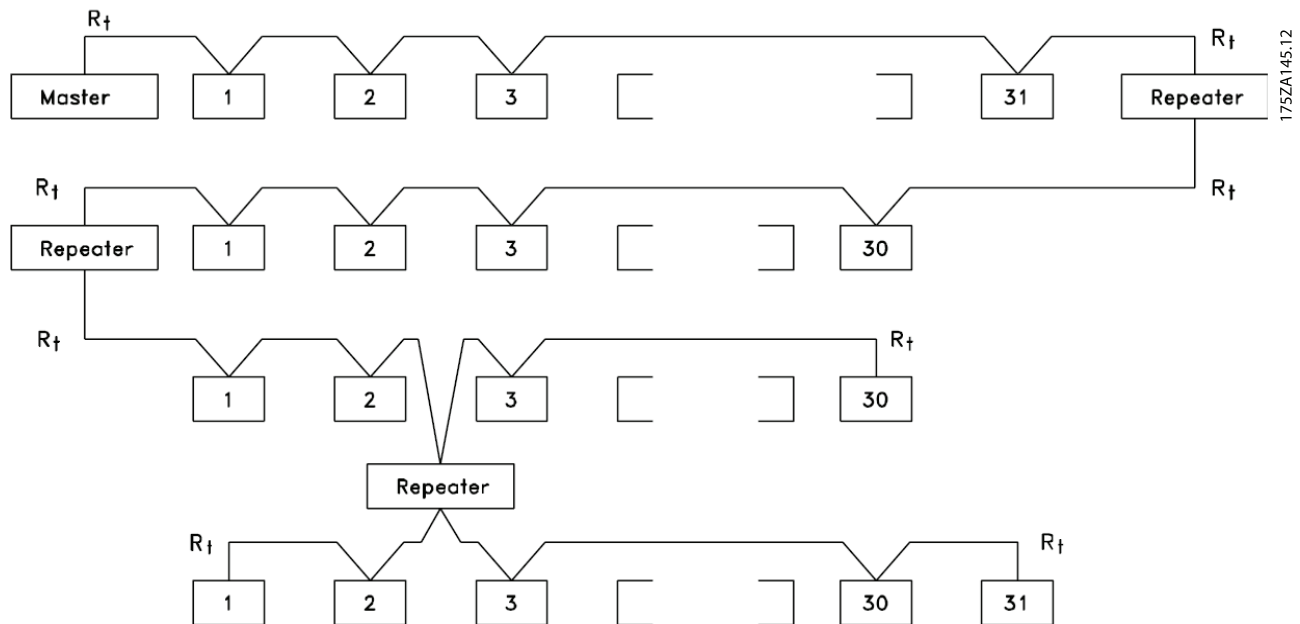 Rt Rt
Master 1 2 3 31 Repeater
175ZA145.12
Rt Rt
Repeater 1 2 3 30
Rt Rt
1 2 3 30
Repeater
Rt Rt
1 2 3 30 31